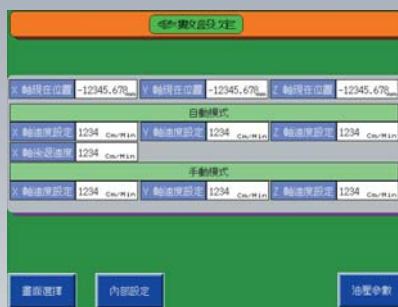 參數設定
X 軸現在位置 -12345.678mm Y 軸現在位置 -12345.678mm Z 軸現在位置 -12345.678mm
自動模式
X 軸速度設定 1234 Cm/Min Y 軸速度設定 1234 Cm/Min Z 軸速度設定 1234 Cm/Min
X 軸後退速度 1234 Cm/Min
手動模式
X 軸速度設定 1234 Cm/Min Y 軸速度設定 1234 Cm/Min Z 軸速度設定 1234 Cm/Min
畫面選擇 內部設定 油壓參數